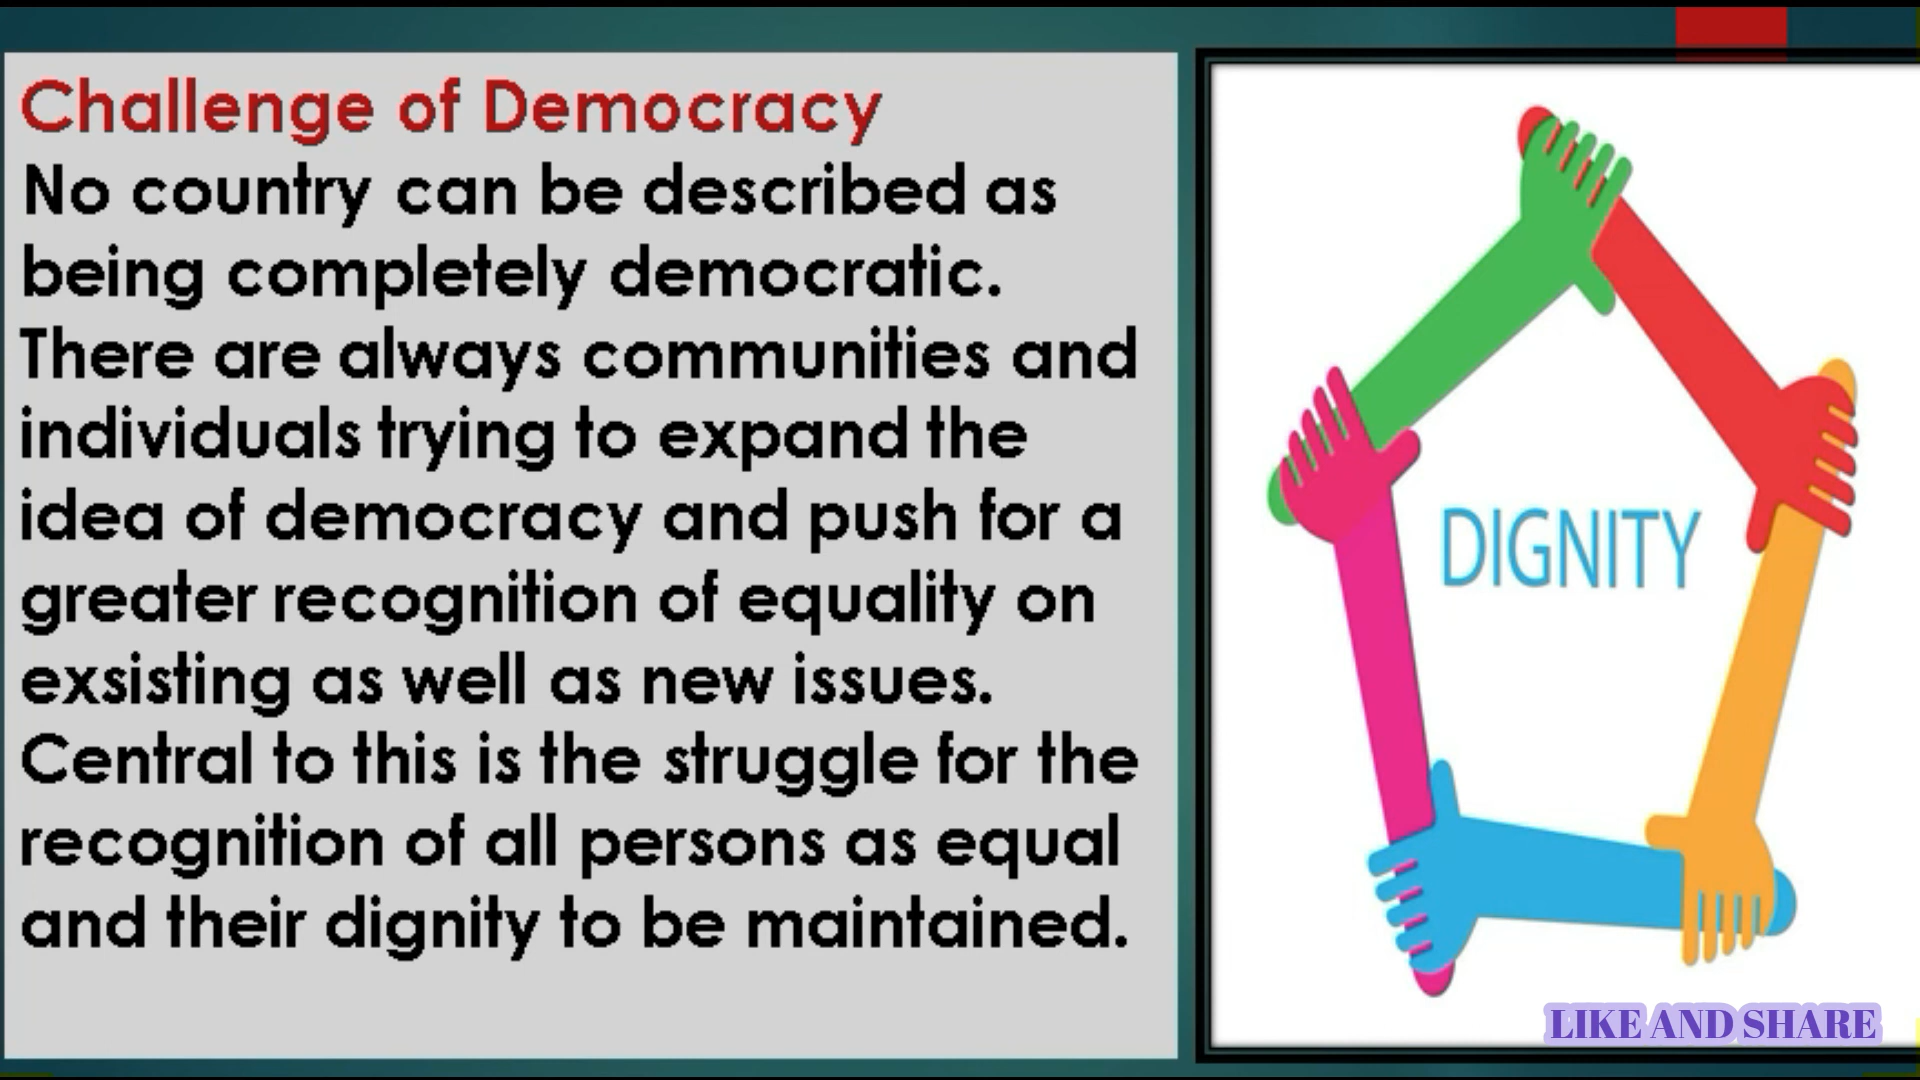 Challenge of Democracy
No country can be described as
being completely democratic.
There are always communities and
individuals trying to expand the
idea of democracy and push for a
greater recognition of equality on
exsisting as well as new issues.
Central to this is the struggle for the
recognition of all persons as equal
and their dignity to be maintained.
DIGNITY
LIKE AND SHARE